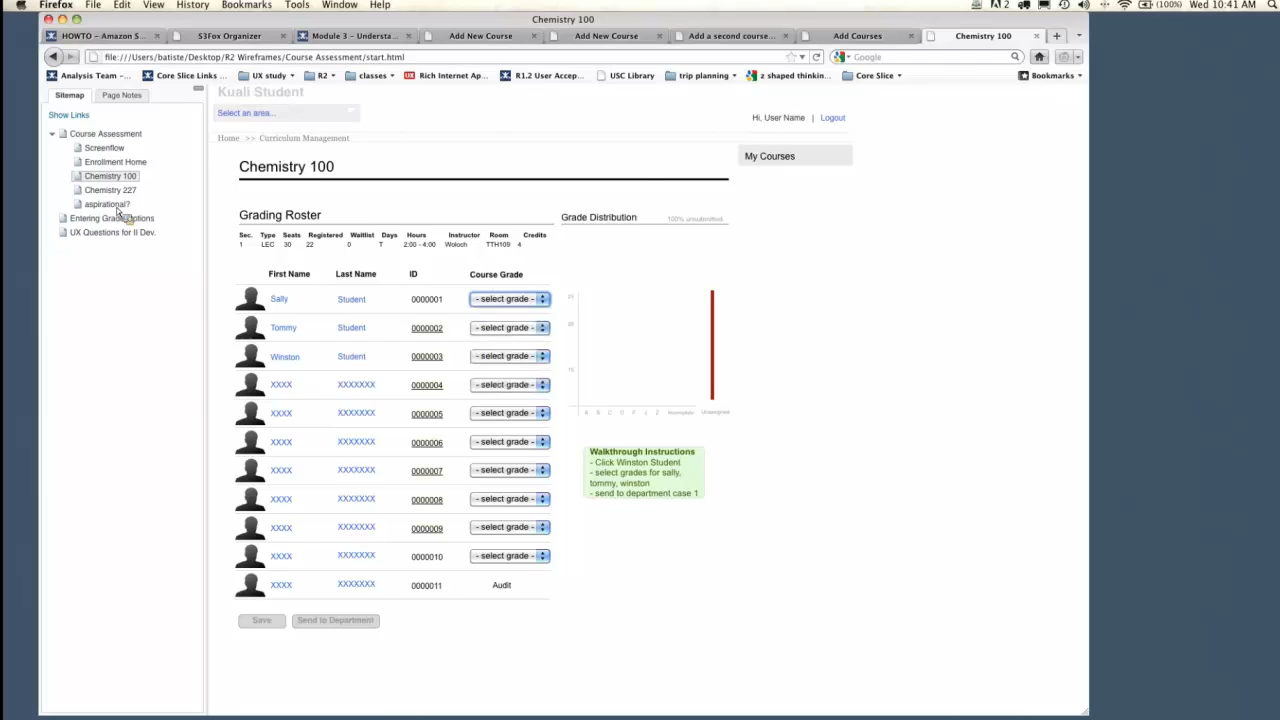 Firefox File Edit View History Bookmarks Tools Window Help 2 (100%) Wed 10:41 AM
Chemistry 100
HOWTO – Amazon S... S3Fox Organizer Module 3 – Understa... Add New Course Add New Course Add a second course... Add Courses Chemistry 100
file:///Users/batiste/Desktop/R2 Wireframes/Course Assessment/start.html Google
Analysis Team –... Core Slice Links ... UX study R2 classes Rich Internet Ap... R1.2 User Accep... USC Library trip planning z shaped thinkin... Core Slice Bookmarks
Sitemap Page Notes
Kuali Student
Show Links
Select an area...
Hi, User Name | Logout
Course Assessment
Home >> Curriculum Management
Screenflow
Enrollment Home
Chemistry 100
Chemistry 227
aspirational?
Entering Grade options
UX Questions for II Dev.
Chemistry 100
My Courses
Grading Roster
Grade Distribution 100% unsubmitted
Sec. Type Seats Registered Waitlist Days Hours Instructor Room Credits
1 LEC 30 22 0 T 2:00 - 4:00 Woloch TTH109 4
First Name Last Name ID Course Grade
Sally Student 0000001 - select grade -
Tommy Student 0000002 - select grade -
Winston Student 0000003 - select grade -
XXXX XXXXXXX 0000004 - select grade -
XXXX XXXXXXX 0000005 - select grade -
XXXX XXXXXXX 0000006 - select grade -
XXXX XXXXXXX 0000007 - select grade -
XXXX XXXXXXX 0000008 - select grade -
XXXX XXXXXXX 0000009 - select grade -
XXXX XXXXXXX 0000010 - select grade -
XXXX XXXXXXX 0000011 Audit
20
A B C D F I Z Incomplete Unassigned
Walkthrough Instructions
- Click Winston Student
- select grades for sally,
tommy, winston
- send to department case 1
Save Send to Department